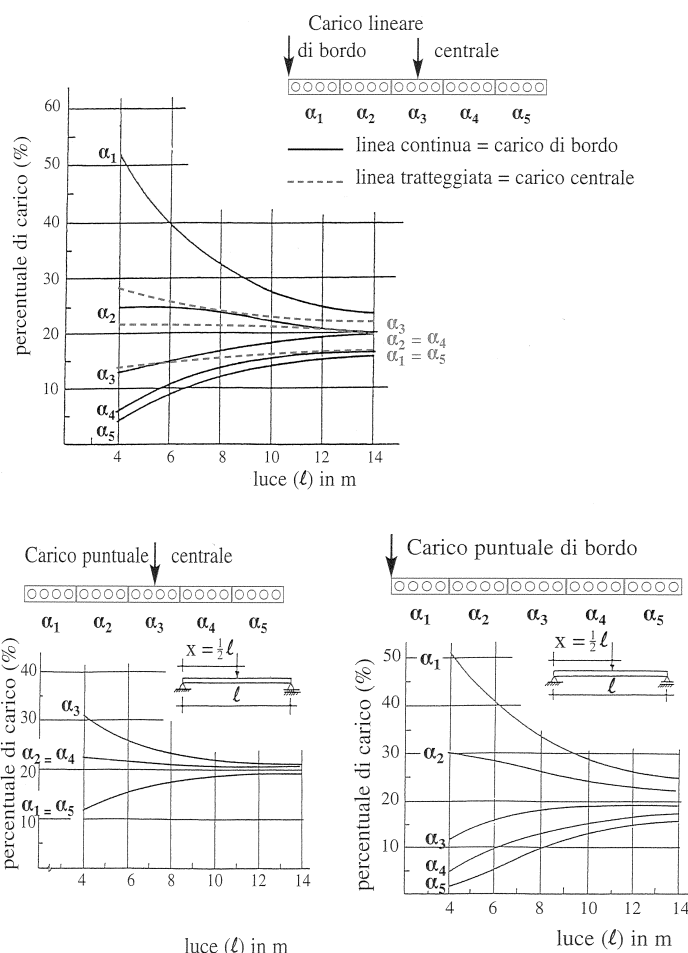 Carico lineare
di bordo centrale
α1 α2 α3 α4 α5
linea continua = carico di bordo
linea tratteggiata = carico centrale
percentuale di carico (%)
60
50
40
30
20
10
α1
α2
α3
α4
α5
α3
α2 = α4
α1 = α5
4 6 8 10 12 14
luce (ℓ) in m
Carico puntuale centrale
α1 α2 α3 α4 α5
x = ½ ℓ
ℓ
percentuale di carico (%)
40
30
20
10
α3
α2 = α4
α1 = α5
4 6 8 10 12 14
luce (ℓ) in m
Carico puntuale di bordo
α1 α2 α3 α4 α5
x = ½ ℓ
ℓ
percentuale di carico (%)
50
40
30
20
10
α1
α2
α3
α4
α5
4 6 8 10 12 14
luce (ℓ) in m